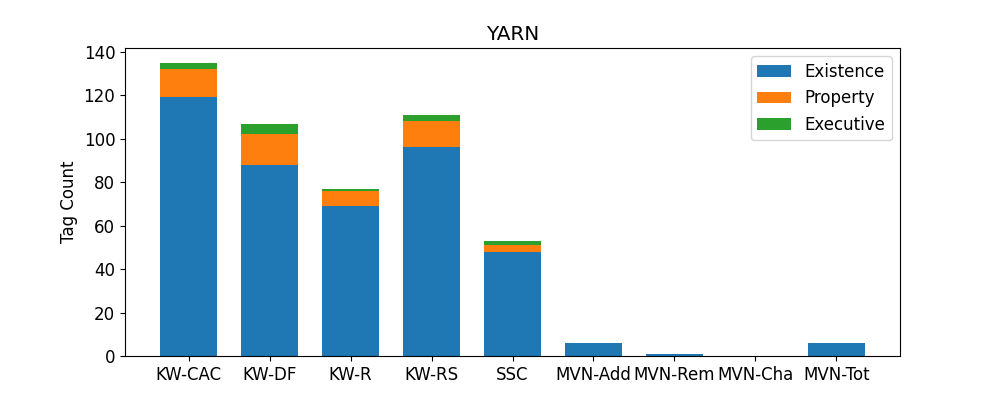 YARN
Existence
Property
Executive
Tag Count
140
120
100
80
60
40
20
0
KW-CAC KW-DF KW-R KW-RS SSC MVN-Add MVN-Rem MVN-Cha MVN-Tot